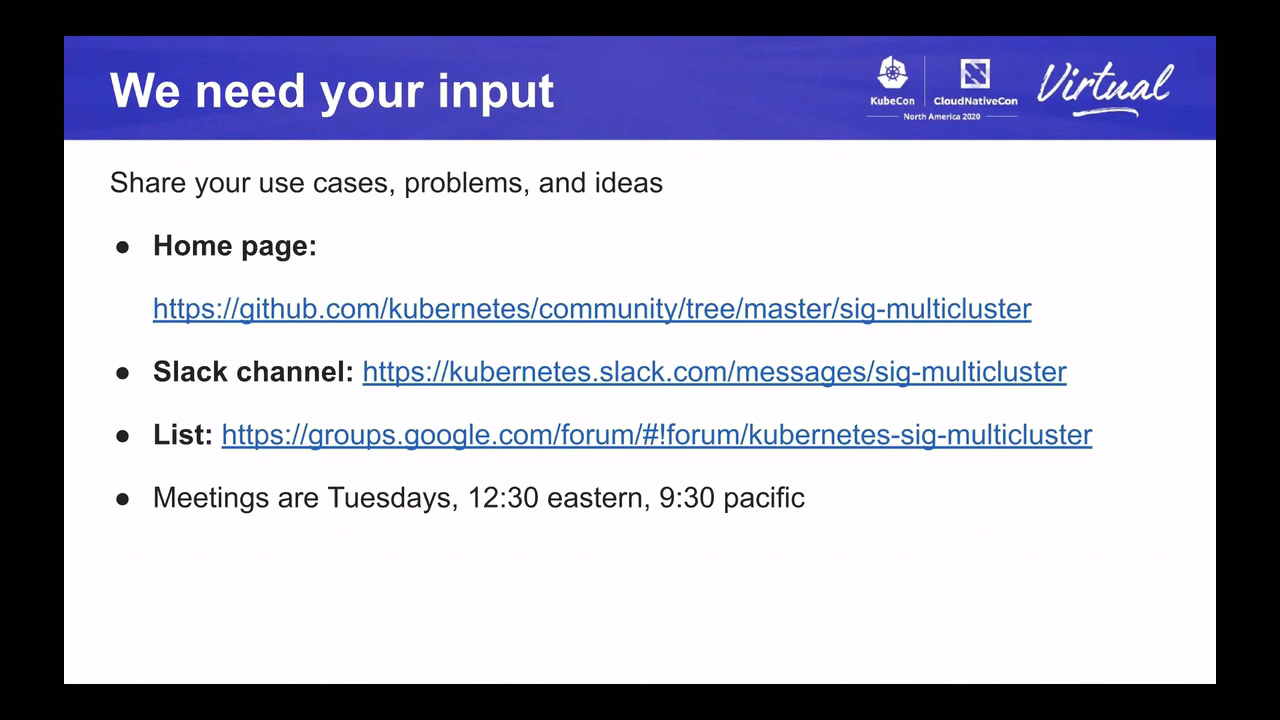 We need your input
KubeCon
CloudNativeCon
North America 2020
Virtual
Share your use cases, problems, and ideas
● Home page:
https://github.com/kubernetes/community/tree/master/sig-multicluster
● Slack channel: https://kubernetes.slack.com/messages/sig-multicluster
● List: https://groups.google.com/forum/#!forum/kubernetes-sig-multicluster
● Meetings are Tuesdays, 12:30 eastern, 9:30 pacific